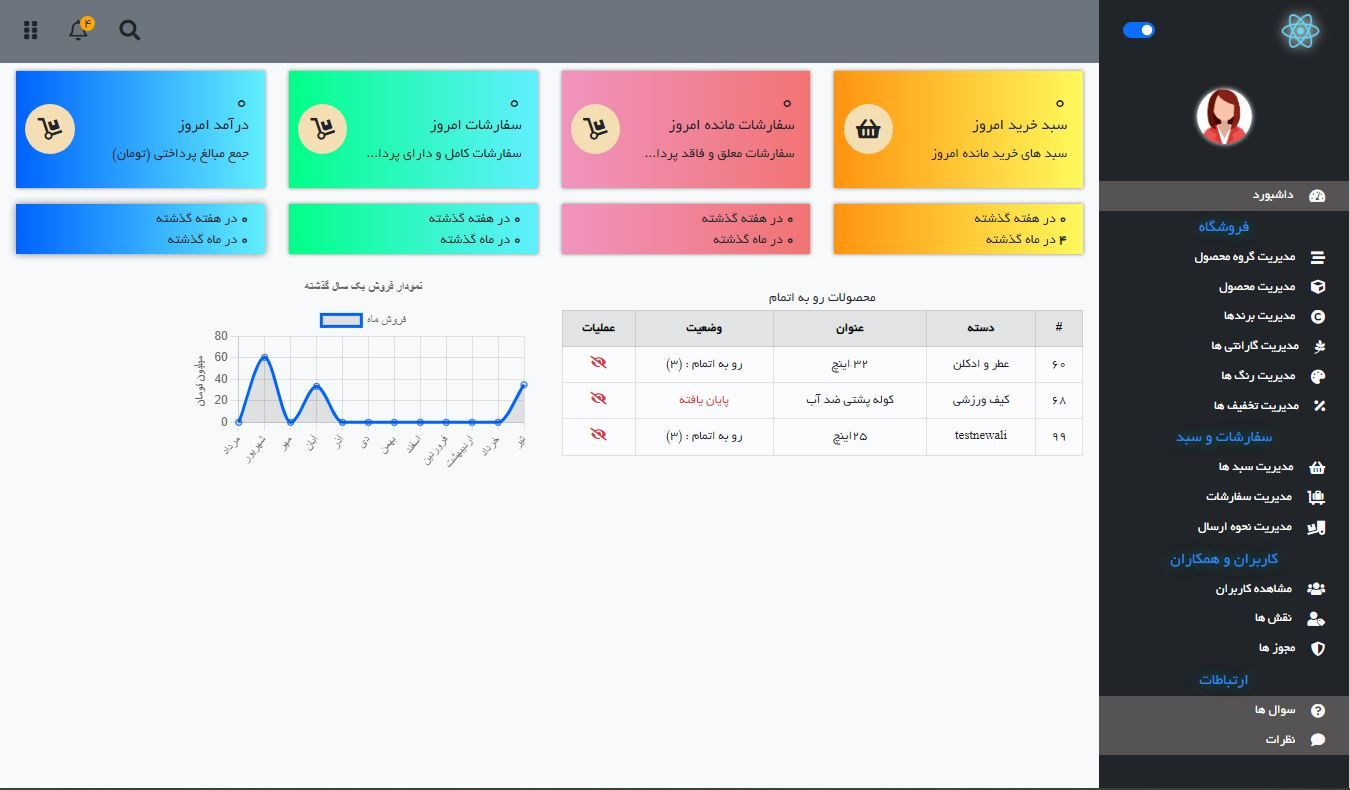 ۴
داشبورد
فروشگاه
مدیریت گروه محصول
مدیریت محصول
مدیریت برندها
مدیریت گارانتی ها
مدیریت رنگ ها
مدیریت تخفیف ها
سفارشات و سبد
مدیریت سبد ها
مدیریت سفارشات
مدیریت نحوه ارسال
کاربران و همکاران
مشاهده کاربران
نقش ها
مجوز ها
ارتباطات
سوال ها
نظرات
۰
سبد خرید امروز
سبد های خرید مانده امروز
۰
سفارشات مانده امروز
سفارشات معلق و فاقد پردا...
۰
سفارشات امروز
سفارشات کامل و دارای پردا...
۰
درآمد امروز
جمع مبالغ پرداختی (تومان)
۰ در هفته گذشته
۴ در ماه گذشته
۰ در هفته گذشته
۰ در ماه گذشته
۰ در هفته گذشته
۰ در ماه گذشته
۰ در هفته گذشته
۰ در ماه گذشته
محصولات رو به اتمام
# دسته عنوان وضعیت عملیات
۶۰ عطر و ادکلن ۳۲ اینچ رو به اتمام : (۳)
۶۸ کیف ورزشی کوله پشتی ضد آب پایان یافته
۹۹ testnewali ۲۵اینچ رو به اتمام : (۳)
نمودار فروش یک سال گذشته
فروش ماه
میلیون تومان
80
60
40
20
0
مرداد
شهریور
مهر
آبان
آذر
دی
بهمن
اسفند
فروردین
اردیبهشت
خرداد
تیر